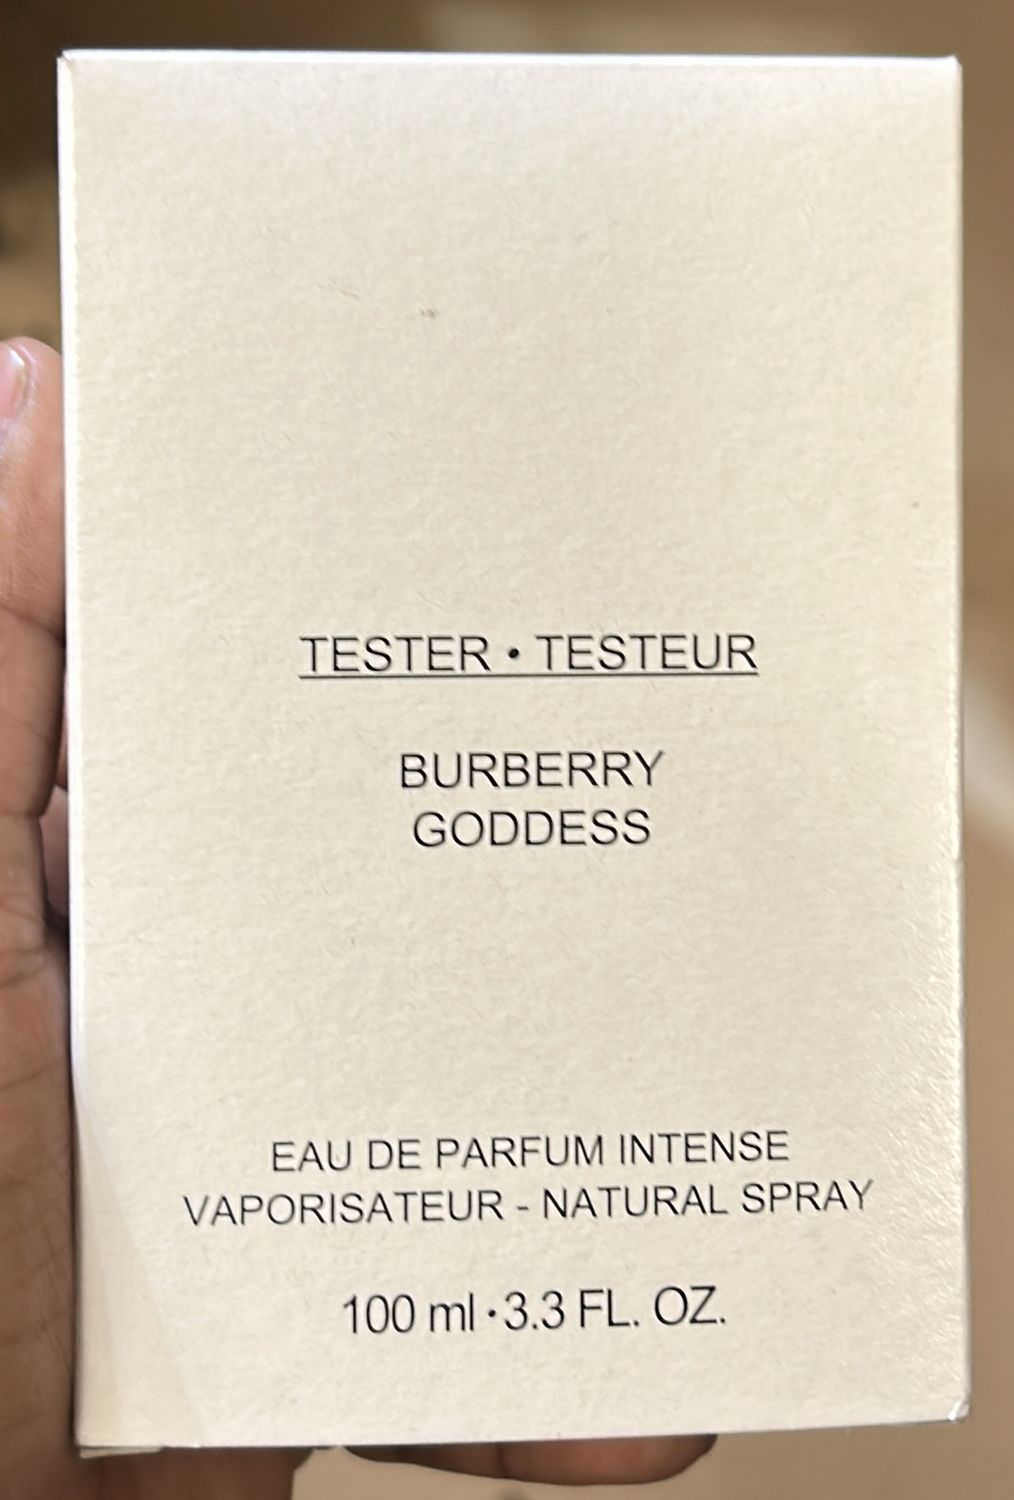 TESTER • TESTEUR
BURBERRY
GODDESS
EAU DE PARFUM INTENSE
VAPORISATEUR - NATURAL SPRAY
100 ml • 3.3 FL. OZ.